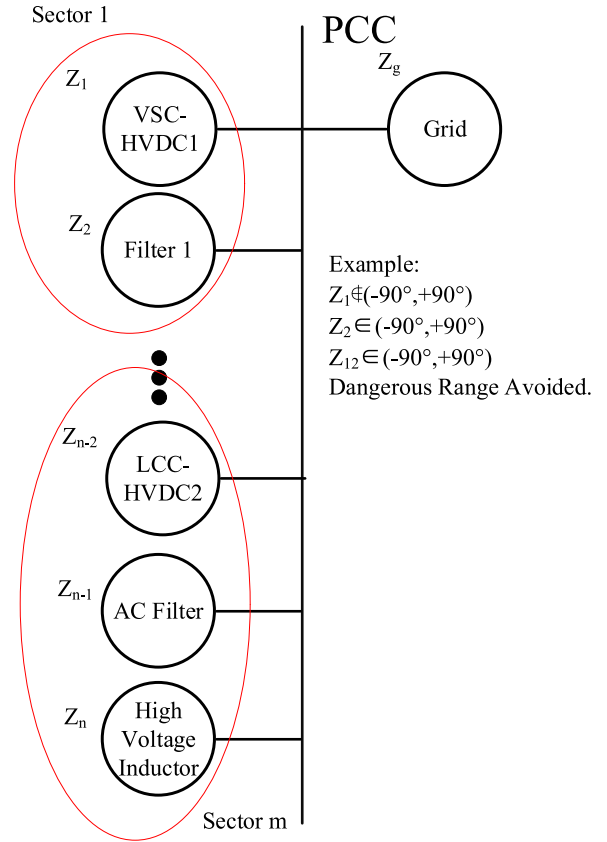 Sector 1
PCC
Z1
Zg
VSC-
HVDC1
Grid
Z2
Filter 1
Example:
Z1∉(-90°,+90°)
Z2∈(-90°,+90°)
Z12∈(-90°,+90°)
Dangerous Range Avoided.
Zn-2
LCC-
HVDC2
Zn-1
AC Filter
Zn
High
Voltage
Inductor
Sector m